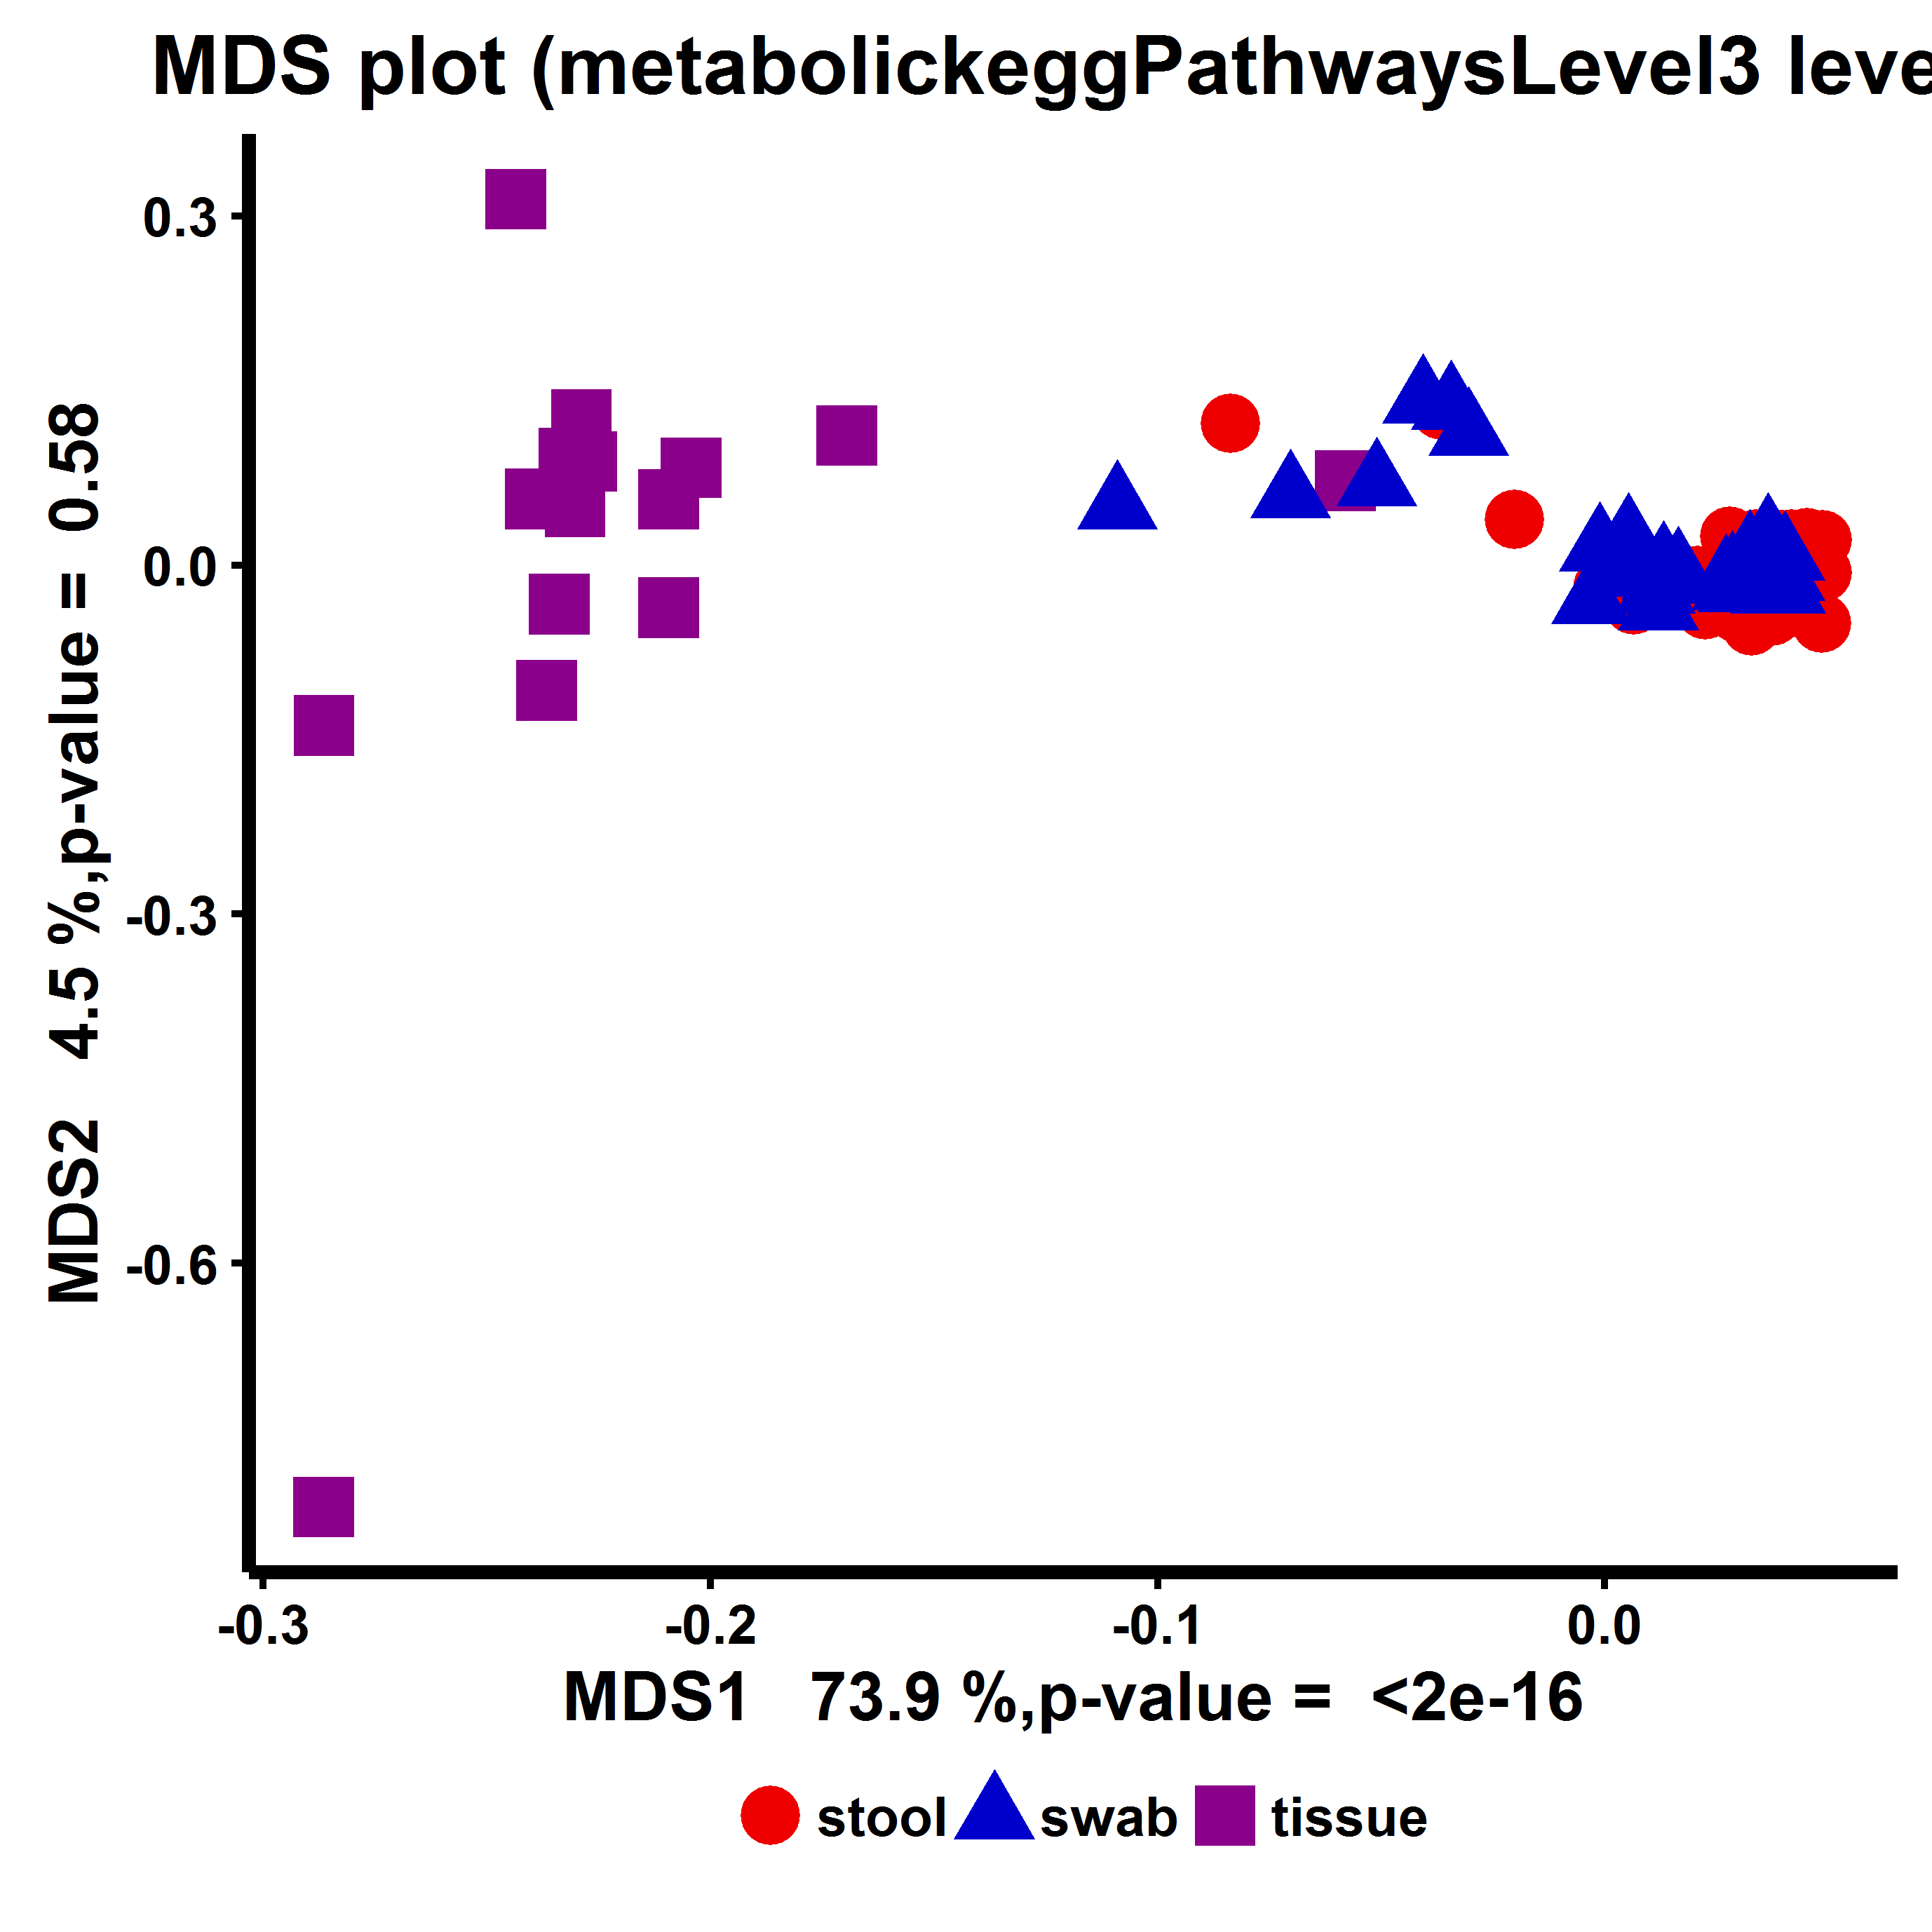 MDS plot (metabolickeggPathwaysLevel3 leve
0.3
0.0
-0.3
-0.6
MDS2 4.5 %,p-value = 0.58
-0.3 -0.2 -0.1 0.0
MDS1 73.9 %,p-value = <2e-16
stool swab tissue